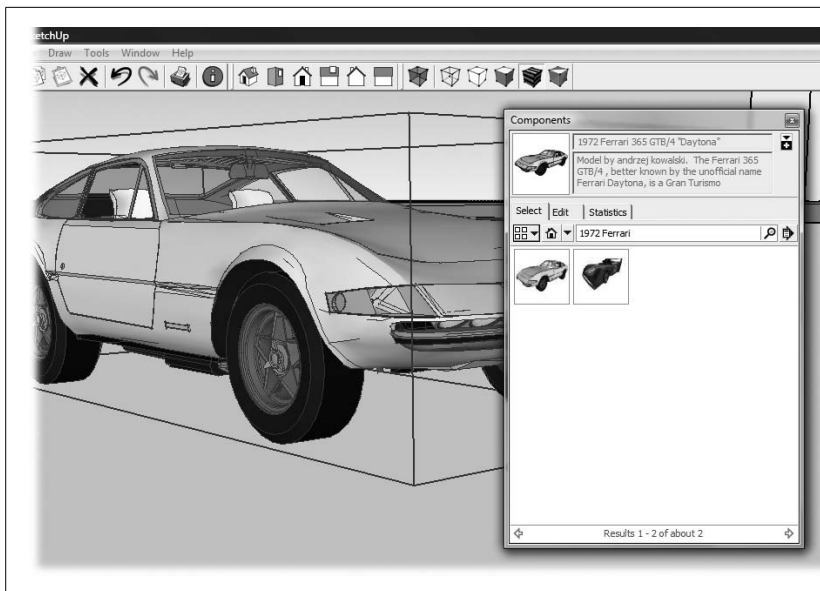 Draw Tools Window Help
Components
1972 Ferrari 365 GTB/4 "Daytona"
Model by andrzej kowalski. The Ferrari 365
GTB/4 , better known by the unofficial name
Ferrari Daytona, is a Gran Turismo
Select Edit Statistics
1972 Ferrari
Results 1 - 2 of about 2